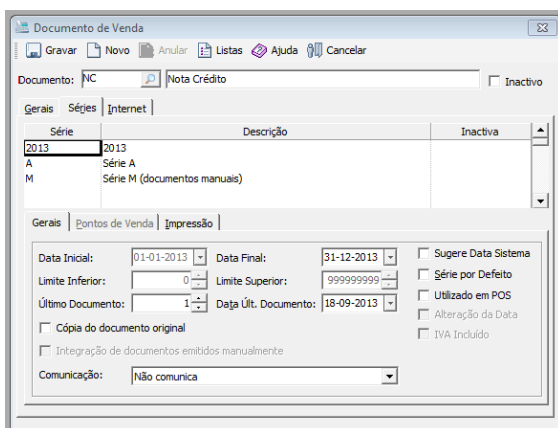 Documento de Venda
Gravar Novo Anular Listas Ajuda Cancelar
Documento: NC Nota Crédito Inactivo
Gerais Séries Internet
Série Descrição Inactiva
2013 2013
A Série A
M Série M (documentos manuais)
Gerais Pontos de Venda Impressão
Data Inicial: 01-01-2013 Data Final: 31-12-2013 Sugere Data Sistema
Limite Inferior: 0 Limite Superior: 999999999 Série por Defeito
Último Documento: 1 Data Últ. Documento: 18-09-2013 Utilizado em POS
Cópia do documento original Alteração da Data
Integração de documentos emitidos manualmente IVA Incluído
Comunicação: Não comunica